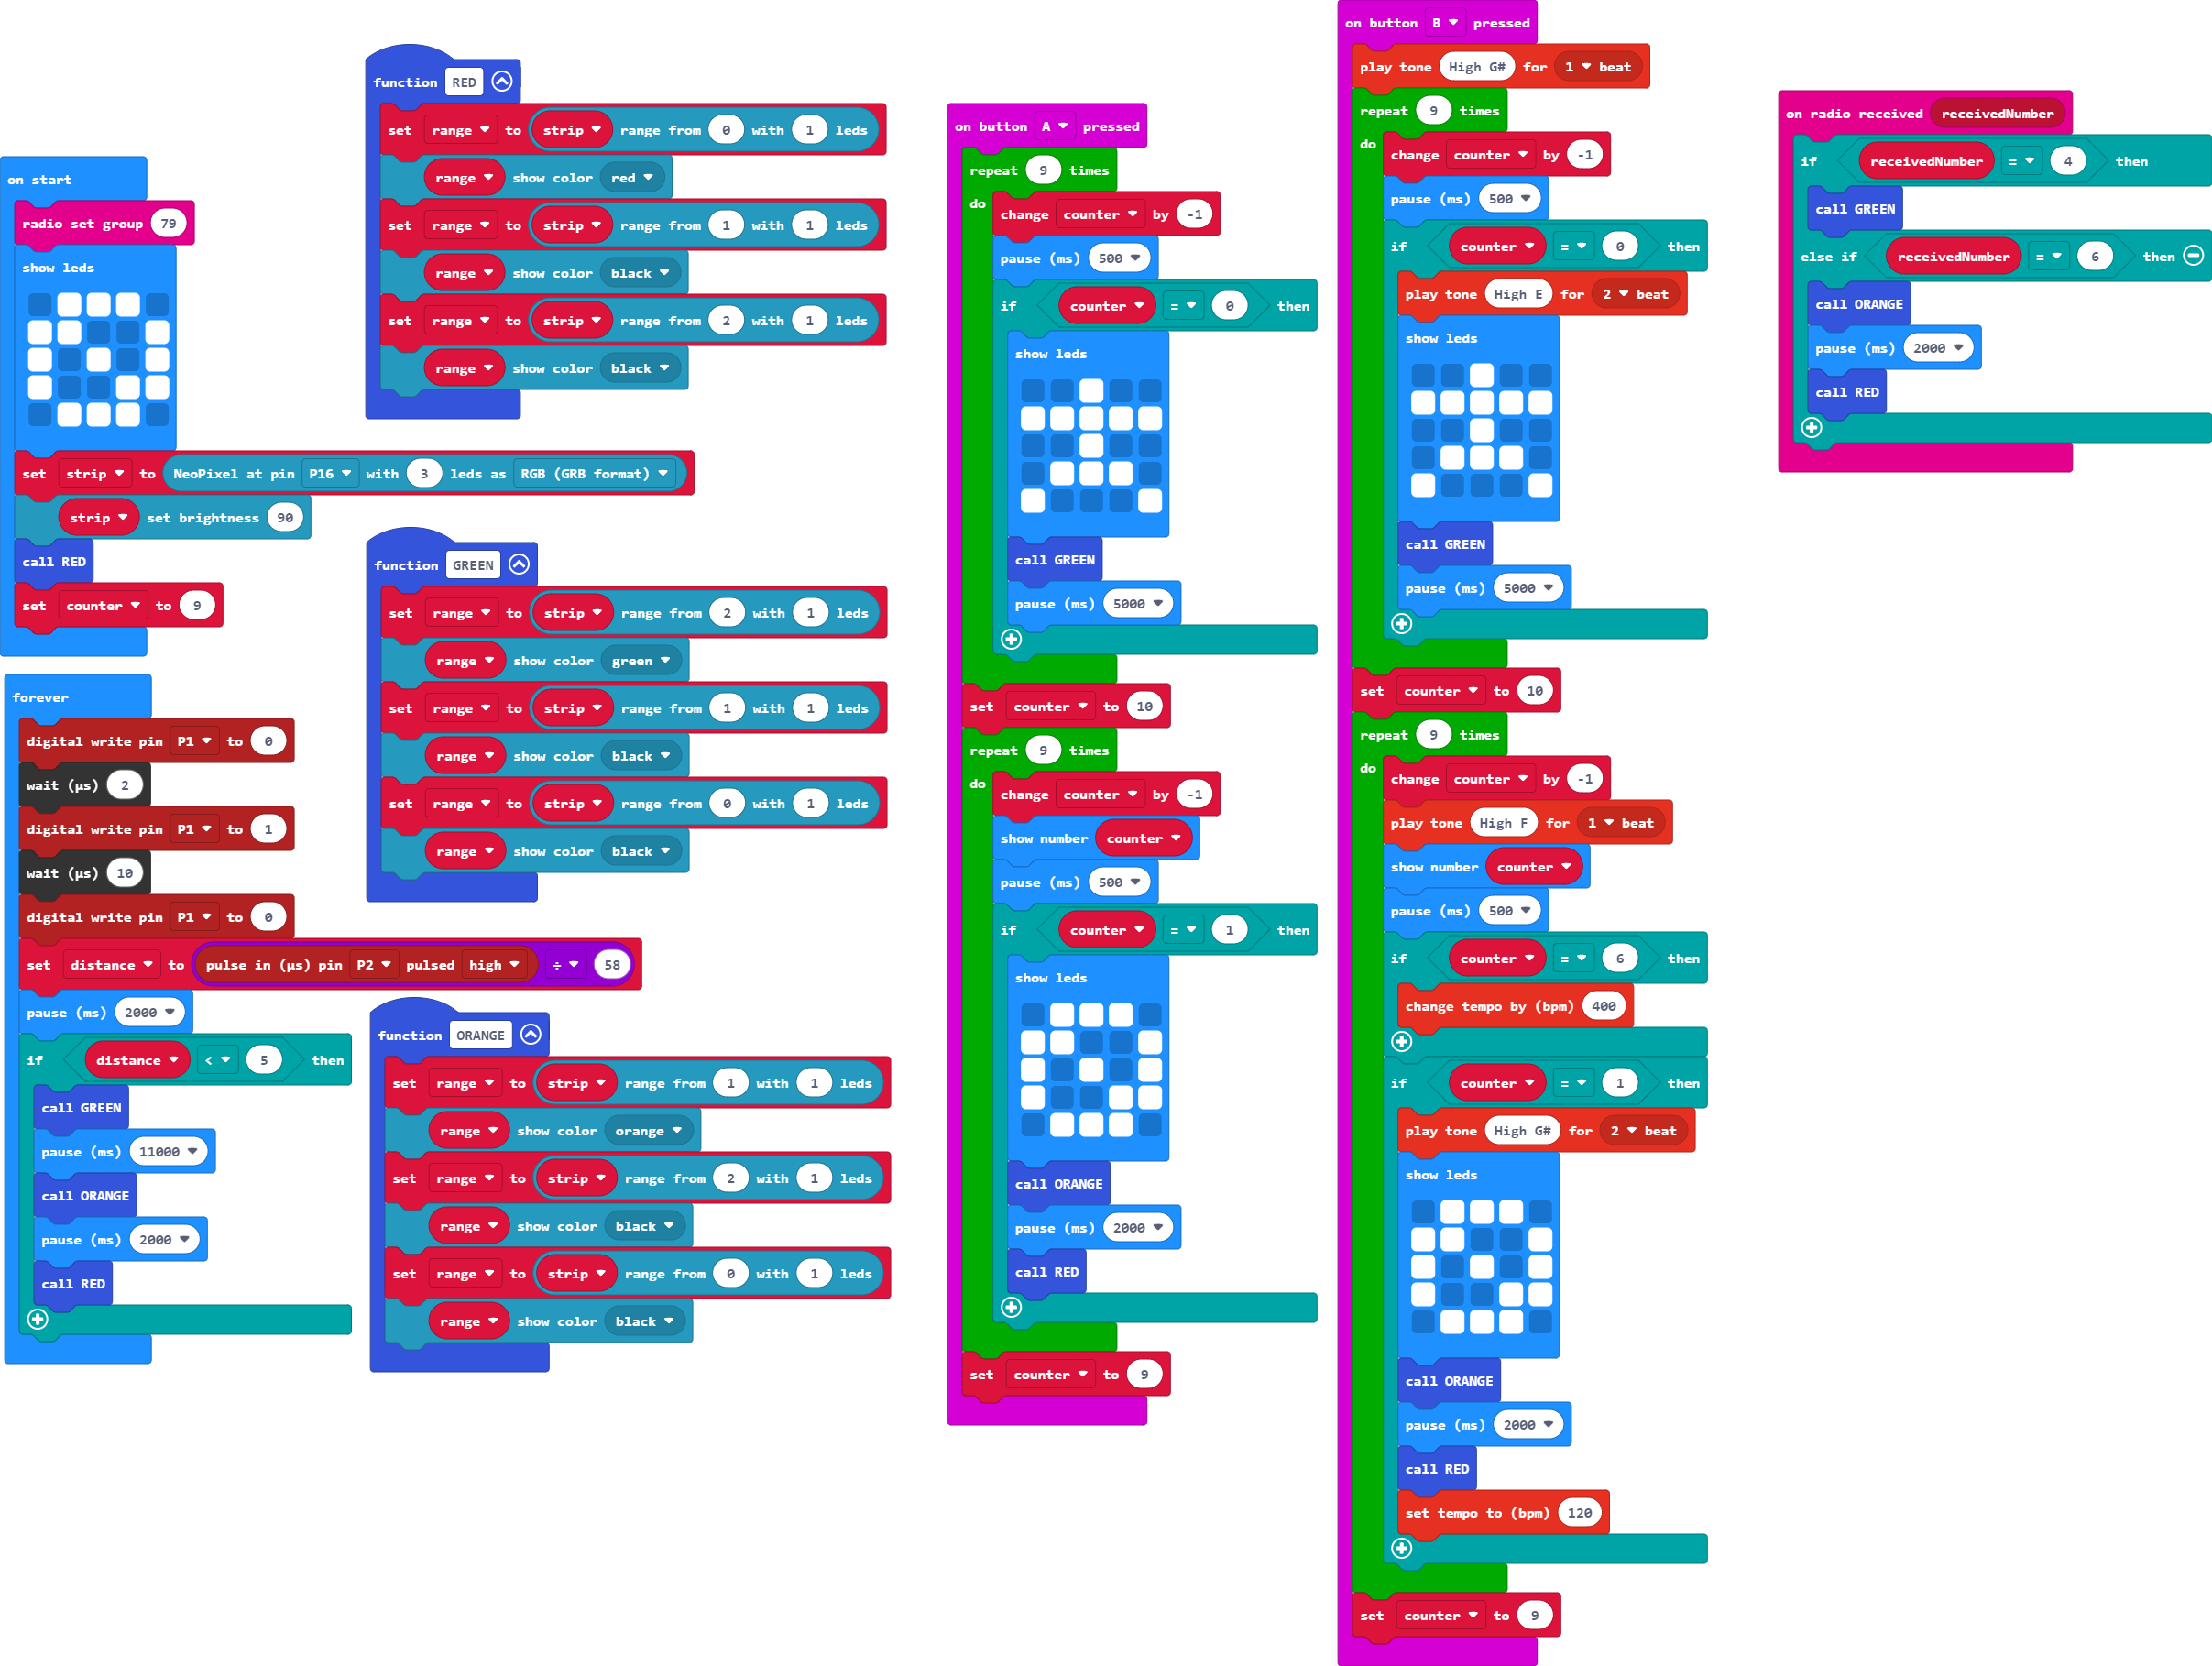 on start
radio set group 79
show leds
set strip to NeoPixel at pin P16 with 3 leds as RGB (GRB format)
strip set brightness 90
call RED
set counter to 9
forever
digital write pin P1 to 0
wait (µs) 2
digital write pin P1 to 1
wait (µs) 10
digital write pin P1 to 0
set distance to pulse in (µs) pin P2 pulsed high ÷ 58
pause (ms) 2000
if distance < 5 then
call GREEN
pause (ms) 11000
call ORANGE
pause (ms) 2000
call RED
function RED
set range to strip range from 0 with 1 leds
range show color red
set range to strip range from 1 with 1 leds
range show color black
set range to strip range from 2 with 1 leds
range show color black
function GREEN
set range to strip range from 2 with 1 leds
range show color green
set range to strip range from 1 with 1 leds
range show color black
set range to strip range from 0 with 1 leds
range show color black
function ORANGE
set range to strip range from 1 with 1 leds
range show color orange
set range to strip range from 2 with 1 leds
range show color black
set range to strip range from 0 with 1 leds
range show color black
on button A pressed
repeat 9 times
do
change counter by -1
pause (ms) 500
if counter = 0 then
show leds
call GREEN
pause (ms) 5000
set counter to 10
repeat 9 times
do
change counter by -1
show number counter
pause (ms) 500
if counter = 1 then
show leds
call ORANGE
pause (ms) 2000
call RED
set counter to 9
on button B pressed
play tone High G# for 1 beat
repeat 9 times
do
change counter by -1
pause (ms) 500
if counter = 0 then
play tone High E for 2 beat
show leds
call GREEN
pause (ms) 5000
set counter to 10
repeat 9 times
do
change counter by -1
play tone High F for 1 beat
show number counter
pause (ms) 500
if counter = 6 then
change tempo by (bpm) 400
if counter = 1 then
play tone High G# for 2 beat
show leds
call ORANGE
pause (ms) 2000
call RED
set tempo to (bpm) 120
set counter to 9
on radio received receivedNumber
if receivedNumber = 4 then
call GREEN
else if receivedNumber = 6 then
call ORANGE
pause (ms) 2000
call RED